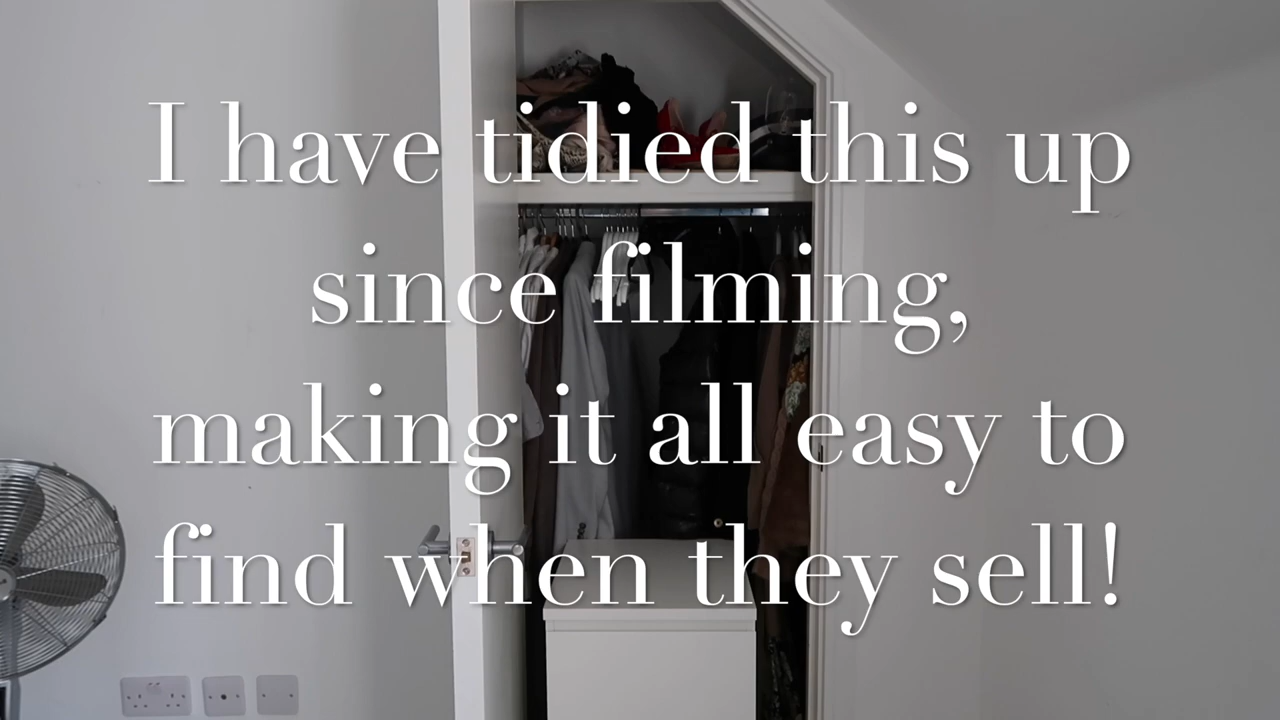 I have tidied this up
since filming,
making it all easy to
find when they sell!